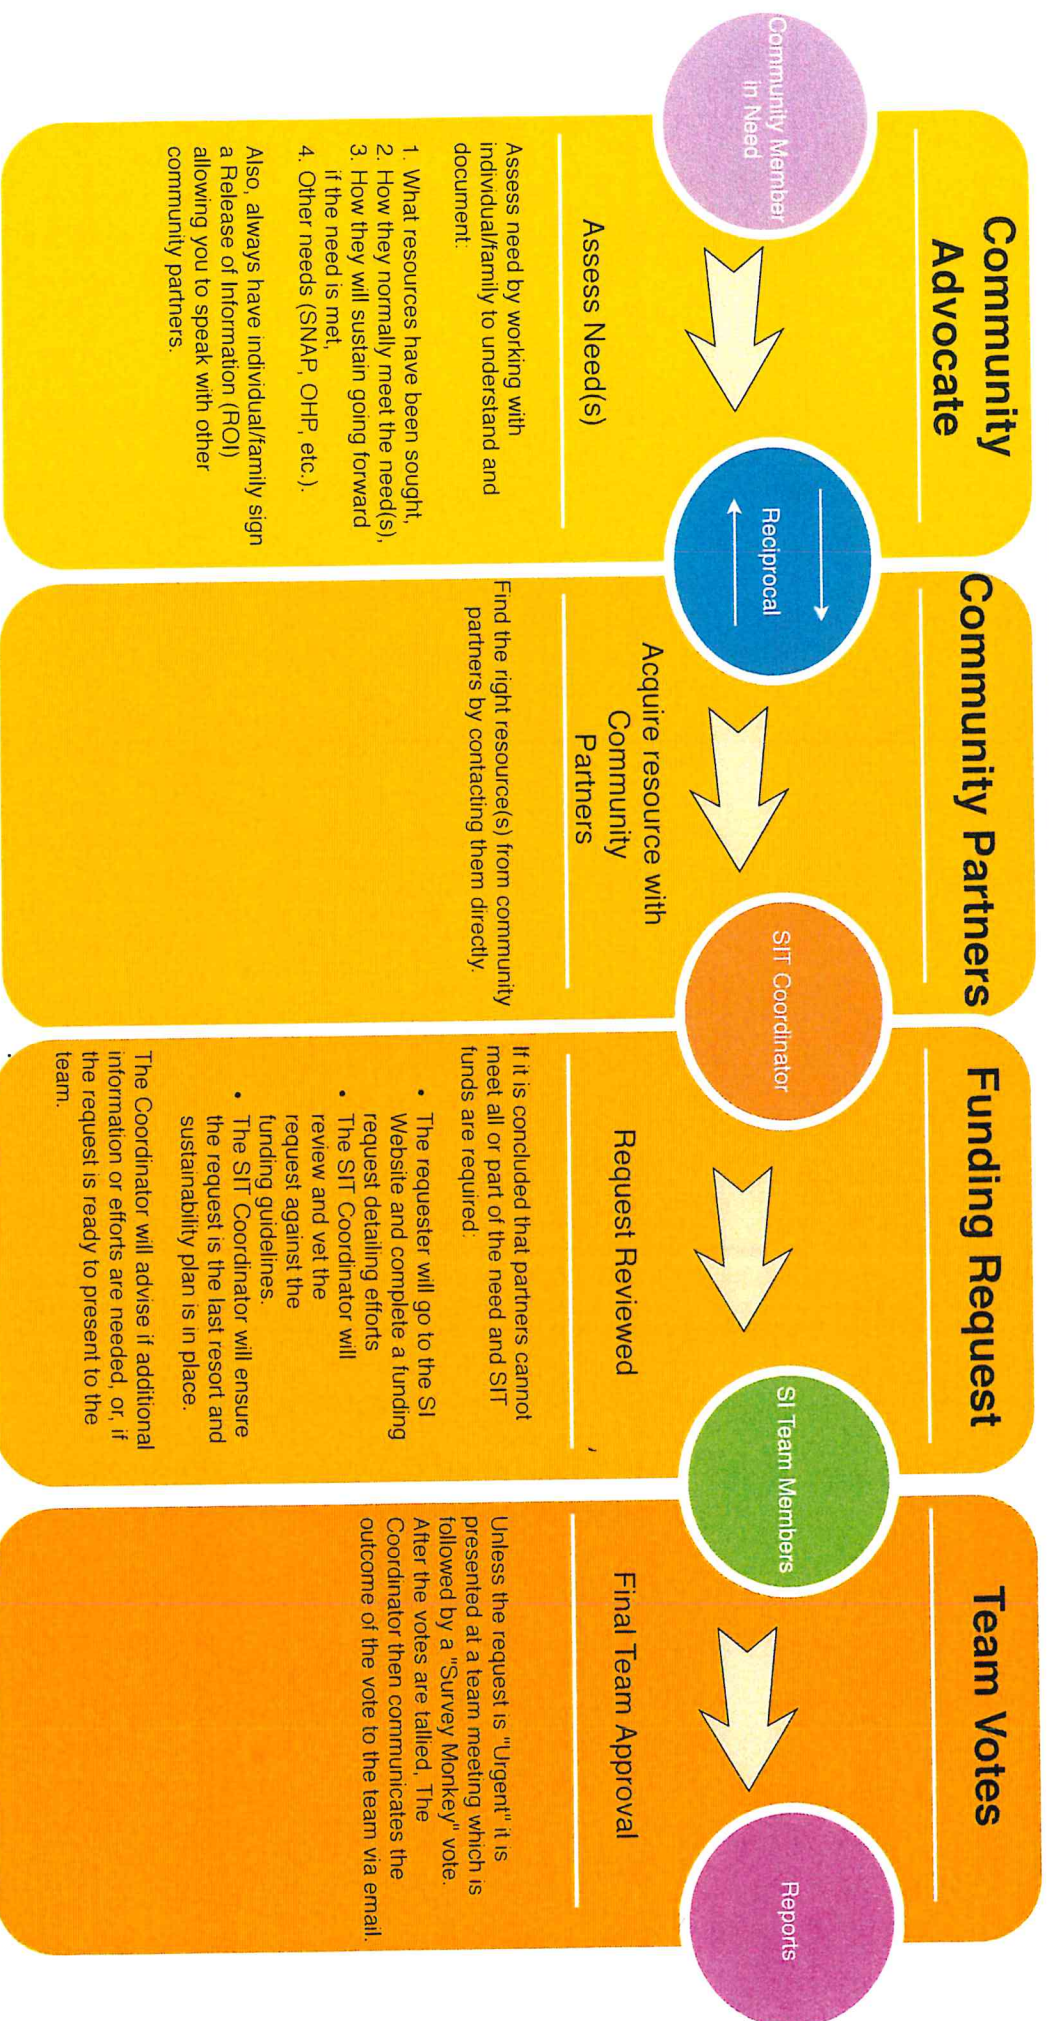 Community Member
in Need
Community
Advocate
Assess Need(s)
Assess need by working with
individual/family to understand and
document:
1. What resources have been sought,
2. How they normally meet the need(s),
3. How they will sustain going forward
if the need is met,
4. Other needs (SNAP, OHP, etc.).
Also, always have individual/family sign
a Release of Information (ROI)
allowing you to speak with other
community partners.
Reciprocal
Community Partners
Acquire resource with
Community
Partners
Find the right resource(s) from community
partners by contacting them directly.
SIT Coordinator
Funding Request
Request Reviewed
If it is concluded that partners cannot
meet all or part of the need and SIT
funds are required:
• The requester will go to the SI
Website and complete a funding
request detailing efforts
• The SIT Coordinator will
review and vet the
request against the
funding guidelines.
• The SIT Coordinator will ensure
the request is the last resort and
sustainability plan is in place.
The Coordinator will advise if additional
information or efforts are needed, or, if
the request is ready to present to the
team.
SI Team Members
Team Votes
Final Team Approval
Unless the request is "Urgent" it is
presented at a team meeting which is
followed by a "Survey Monkey" vote.
After the votes are tallied, The
Coordinator then communicates the
outcome of the vote to the team via email.
Reports